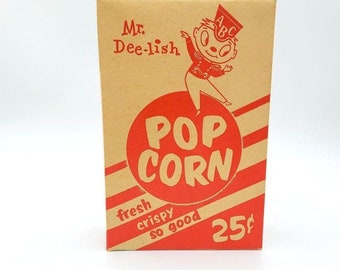 Mr.
Dee-lish
ABC
POP
CORN
fresh
crispy
so good
25¢